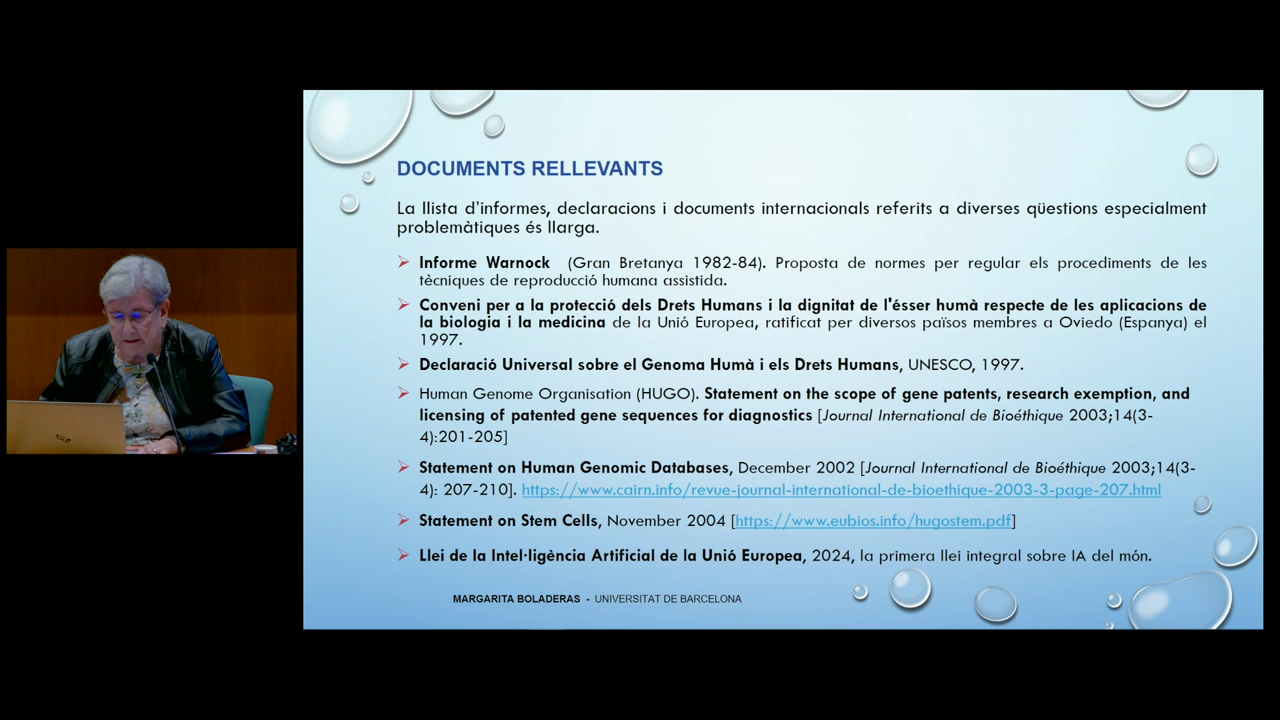 DOCUMENTS RELLEVANTS
La llista d'informes, declaracions i documents internacionals referits a diverses qüestions especialment
problemàtiques és llarga.
Informe Warnock (Gran Bretanya 1982-84). Proposta de normes per regular els procediments de les
tècniques de reproducció humana assistida.
Conveni per a la protecció dels Drets Humans i la dignitat de l'ésser humà respecte de les aplicacions de
la biologia i la medicina de la Unió Europea, ratificat per diversos països membres a Oviedo (Espanya) el
1997.
Declaració Universal sobre el Genoma Humà i els Drets Humans, UNESCO, 1997.
Human Genome Organisation (HUGO). Statement on the scope of gene patents, research exemption, and
licensing of patented gene sequences for diagnostics [Journal International de Bioéthique 2003;14(3-
4):201-205]
Statement on Human Genomic Databases, December 2002 [Journal International de Bioéthique 2003;14(3-
4): 207-210]. https://www.cairn.info/revue-journal-international-de-bioethique-2003-3-page-207.html
Statement on Stem Cells, November 2004 [https://www.eubios.info/hugostem.pdf]
Llei de la Intel·ligència Artificial de la Unió Europea, 2024, la primera llei integral sobre IA del món.
MARGARITA BOLADERAS - UNIVERSITAT DE BARCELONA